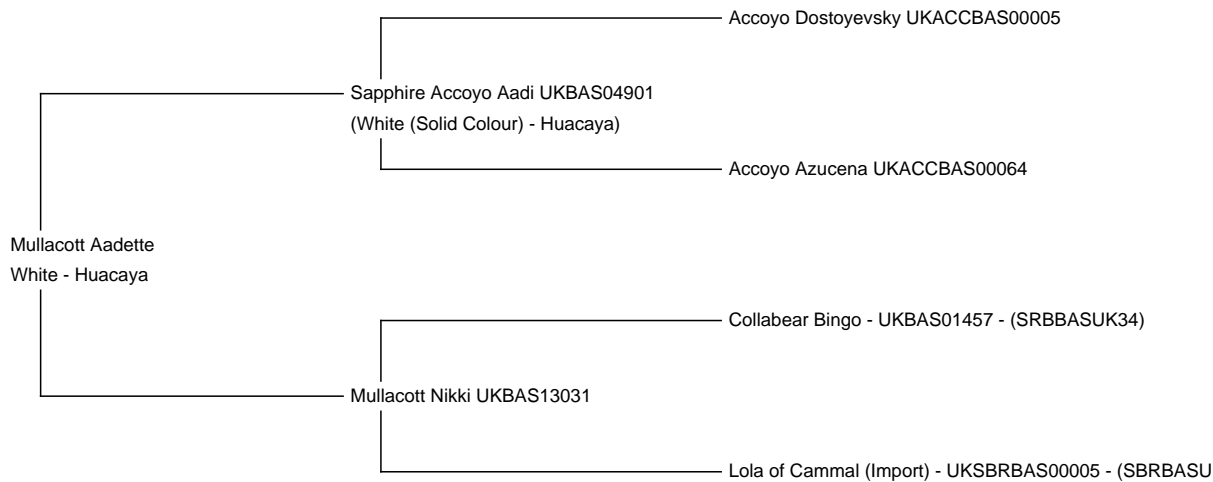 Accoyo Dostoyevsky UKACCBAS00005
Sapphire Accoyo Aadi UKBAS04901
(White (Solid Colour) - Huacaya)
Accoyo Azucena UKACCBAS00064
Mullacott Aadette
White - Huacaya
Collabear Bingo - UKBAS01457 - (SRBBASUK34)
Mullacott Nikki UKBAS13031
Lola of Cammal (Import) - UKSBRBAS00005 - (SBRBASU